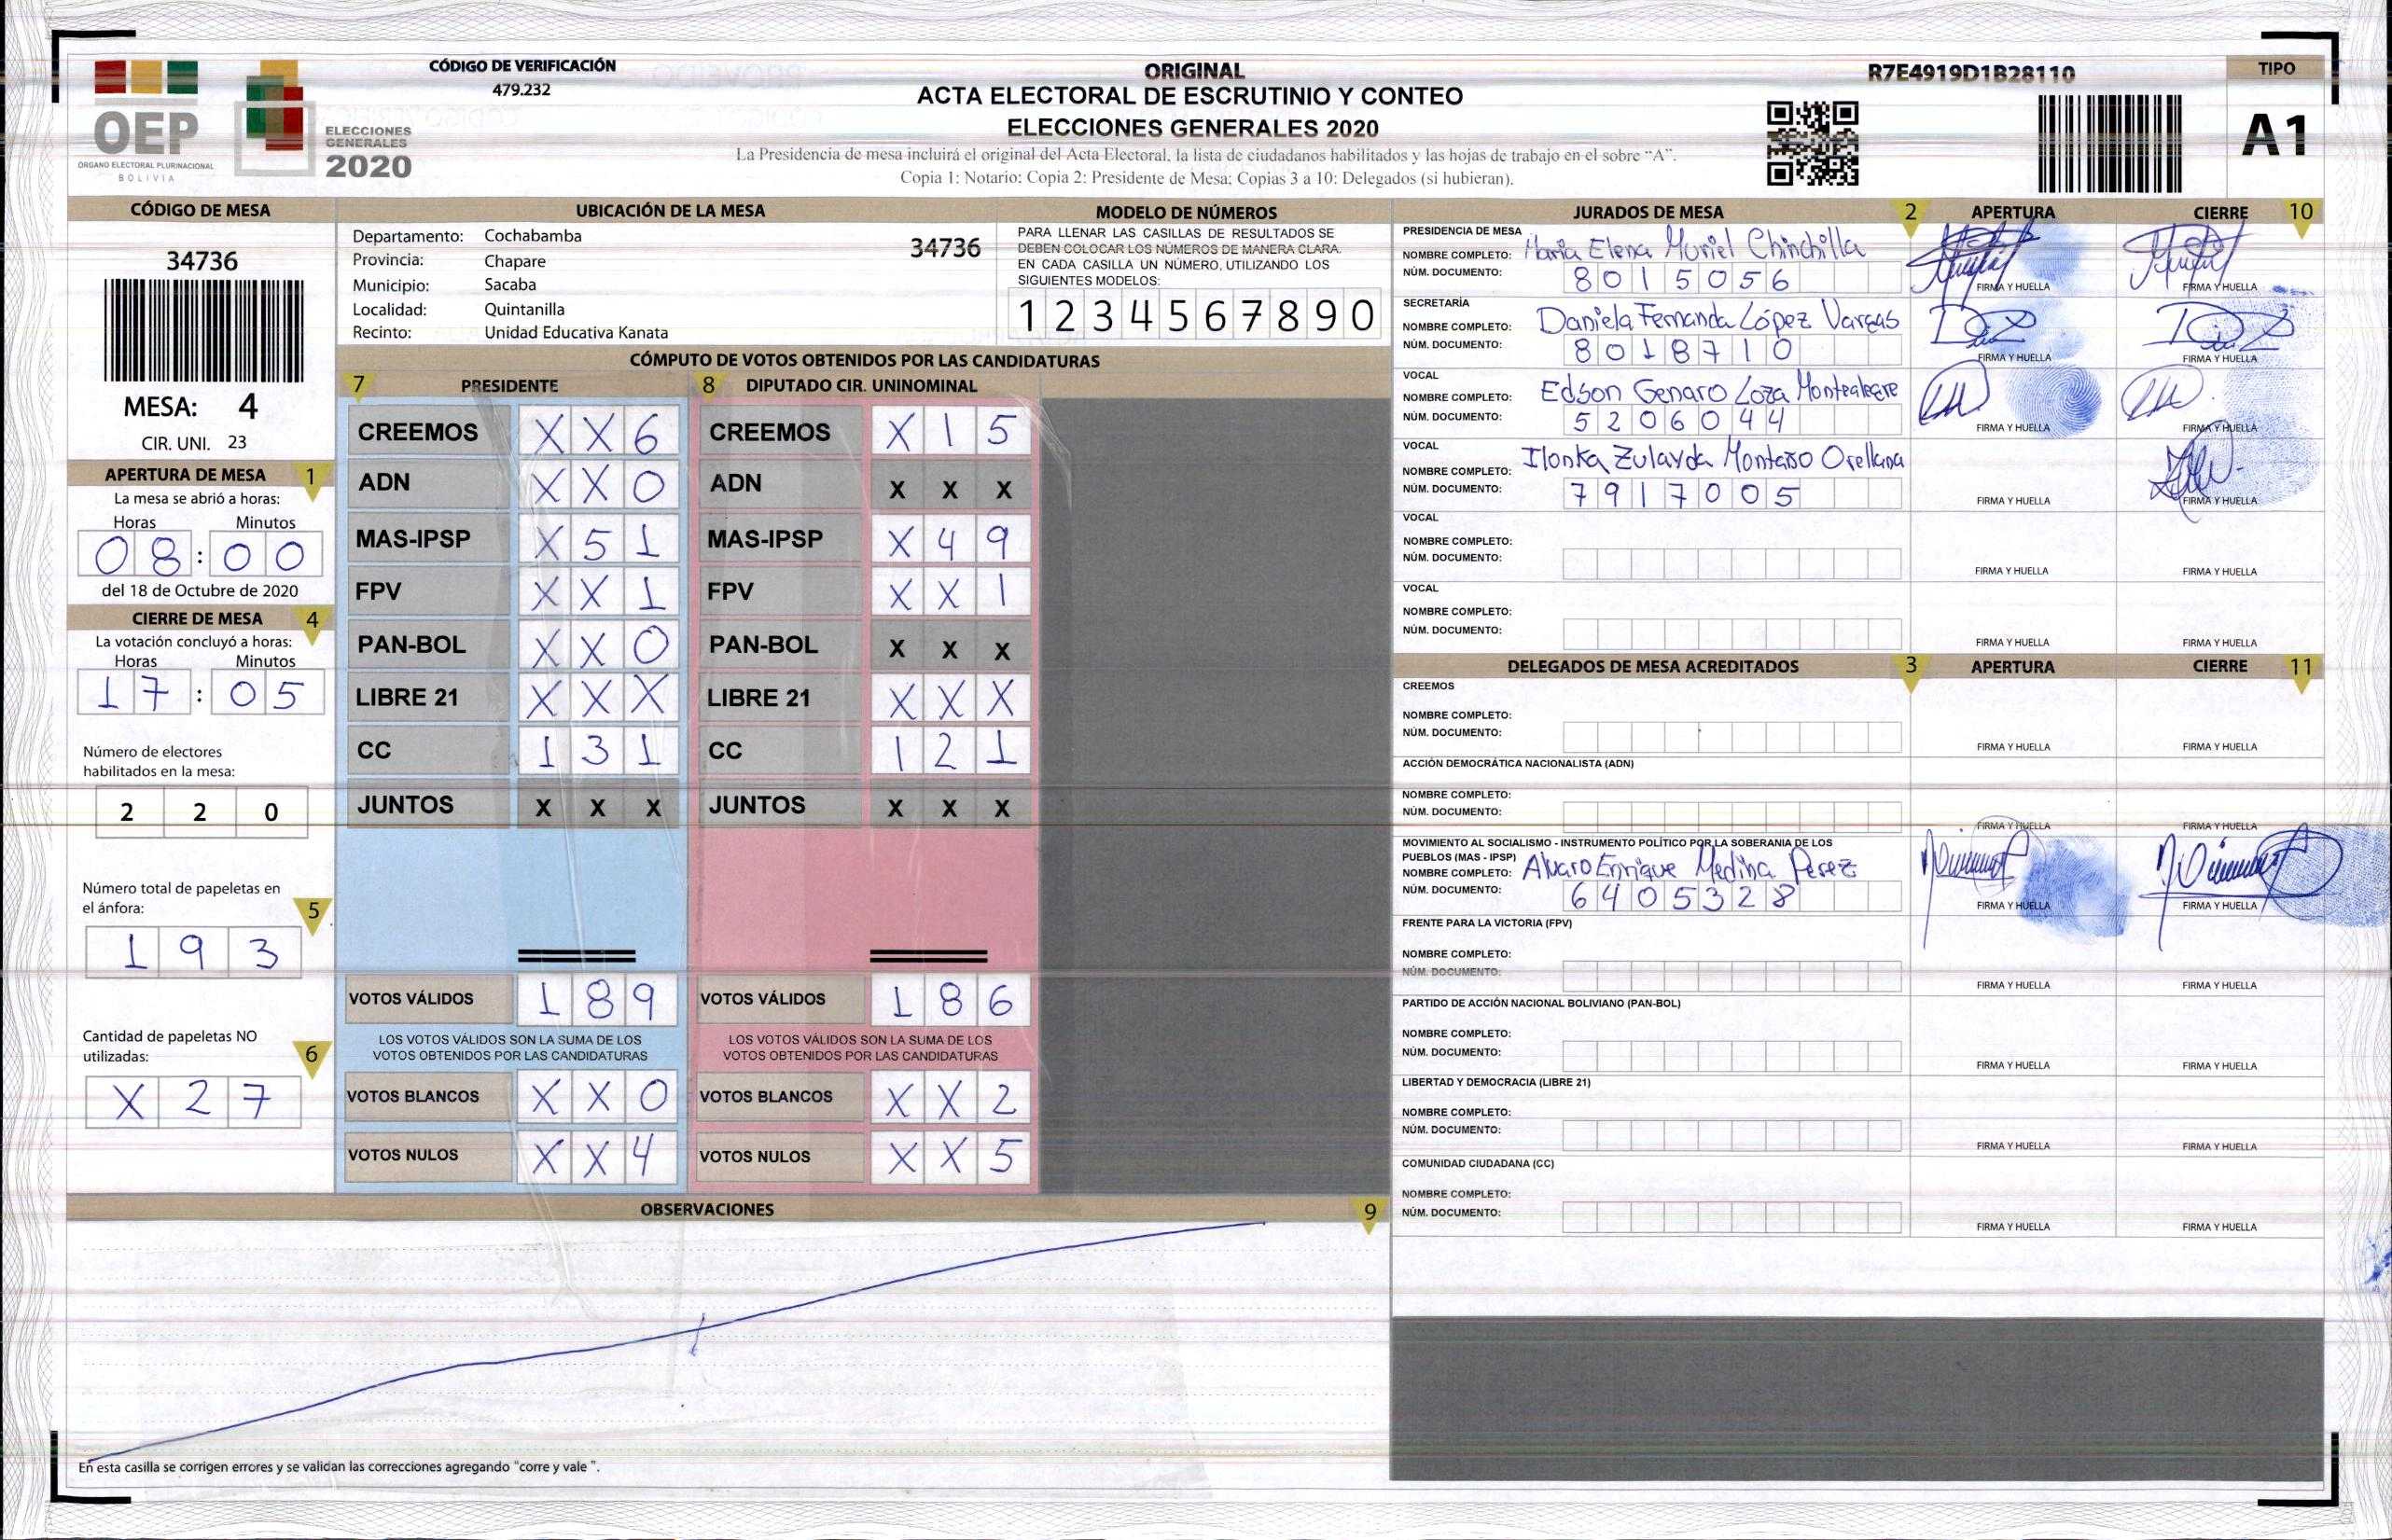 CÓDIGO DE VERIFICACIÓN
479.232
OEP
ÓRGANO ELECTORAL PLURINACIONAL
BOLIVIA
ELECCIONES
GENERALES
2020
ORIGINAL
ACTA ELECTORAL DE ESCRUTINIO Y CONTEO
ELECCIONES GENERALES 2020
La Presidencia de mesa incluirá el original del Acta Electoral, la lista de ciudadanos habilitados y las hojas de trabajo en el sobre "A".
Copia 1: Notario; Copia 2: Presidente de Mesa; Copias 3 a 10: Delegados (si hubieran).
R7E4919D1B28110
TIPO
A1
CÓDIGO DE MESA
34736
MESA: 4
CIR. UNI. 23
APERTURA DE MESA 1
La mesa se abrió a horas:
Horas Minutos
08:00
del 18 de Octubre de 2020
CIERRE DE MESA 4
La votación concluyó a horas:
Horas Minutos
17:05
Número de electores
habilitados en la mesa:
2 2 0
Número total de papeletas en
el ánfora: 5
1 9 3
Cantidad de papeletas NO
utilizadas: 6
X 2 7
UBICACIÓN DE LA MESA
Departamento: Cochabamba
34736
Provincia: Chapare
Municipio: Sacaba
Localidad: Quintanilla
Recinto: Unidad Educativa Kanata
MODELO DE NÚMEROS
PARA LLENAR LAS CASILLAS DE RESULTADOS SE
DEBEN COLOCAR LOS NÚMEROS DE MANERA CLARA.
EN CADA CASILLA UN NÚMERO, UTILIZANDO LOS
SIGUIENTES MODELOS:
1 2 3 4 5 6 7 8 9 0
CÓMPUTO DE VOTOS OBTENIDOS POR LAS CANDIDATURAS
7 PRESIDENTE 8 DIPUTADO CIR. UNINOMINAL
CREEMOS X X 6 CREEMOS X 1 5
ADN X X 0 ADN X X X
MAS-IPSP X 5 1 MAS-IPSP X 4 9
FPV X X 1 FPV X X 1
PAN-BOL X X 0 PAN-BOL X X X
LIBRE 21 X X X LIBRE 21 X X X
CC 1 3 1 CC 1 2 1
JUNTOS X X X JUNTOS X X X
VOTOS VÁLIDOS 1 8 9 VOTOS VÁLIDOS 1 8 6
LOS VOTOS VÁLIDOS SON LA SUMA DE LOS LOS VOTOS VÁLIDOS SON LA SUMA DE LOS
VOTOS OBTENIDOS POR LAS CANDIDATURAS VOTOS OBTENIDOS POR LAS CANDIDATURAS
VOTOS BLANCOS X X 0 VOTOS BLANCOS X X 2
VOTOS NULOS X X 4 VOTOS NULOS X X 5
OBSERVACIONES 9
En esta casilla se corrigen errores y se validan las correcciones agregando "corre y vale ".
JURADOS DE MESA 2 APERTURA CIERRE 10
PRESIDENCIA DE MESA
NOMBRE COMPLETO: Maria Elena Muriel Chinchilla
NÚM. DOCUMENTO: 8015056 FIRMA Y HUELLA FIRMA Y HUELLA
SECRETARÍA
NOMBRE COMPLETO: Daniela Fernanda López Vargas
NÚM. DOCUMENTO: 8018710 FIRMA Y HUELLA FIRMA Y HUELLA
VOCAL
NOMBRE COMPLETO: Edson Genaro Loza Montealegre
NÚM. DOCUMENTO: 5206044 FIRMA Y HUELLA FIRMA Y HUELLA
VOCAL
NOMBRE COMPLETO: Ilonka Zulayda Montaño Orellana
NÚM. DOCUMENTO: 7917005 FIRMA Y HUELLA FIRMA Y HUELLA
VOCAL
NOMBRE COMPLETO:
NÚM. DOCUMENTO: FIRMA Y HUELLA FIRMA Y HUELLA
VOCAL
NOMBRE COMPLETO:
NÚM. DOCUMENTO: FIRMA Y HUELLA FIRMA Y HUELLA
DELEGADOS DE MESA ACREDITADOS 3 APERTURA CIERRE 11
CREEMOS
NOMBRE COMPLETO:
NÚM. DOCUMENTO: FIRMA Y HUELLA FIRMA Y HUELLA
ACCIÓN DEMOCRÁTICA NACIONALISTA (ADN)
NOMBRE COMPLETO:
NÚM. DOCUMENTO: FIRMA Y HUELLA FIRMA Y HUELLA
MOVIMIENTO AL SOCIALISMO - INSTRUMENTO POLÍTICO POR LA SOBERANIA DE LOS
PUEBLOS (MAS - IPSP)
NOMBRE COMPLETO: Alvaro Enrique Medina Perez
NÚM. DOCUMENTO: 6405328 FIRMA Y HUELLA FIRMA Y HUELLA
FRENTE PARA LA VICTORIA (FPV)
NOMBRE COMPLETO:
NÚM. DOCUMENTO: FIRMA Y HUELLA FIRMA Y HUELLA
PARTIDO DE ACCIÓN NACIONAL BOLIVIANO (PAN-BOL)
NOMBRE COMPLETO:
NÚM. DOCUMENTO: FIRMA Y HUELLA FIRMA Y HUELLA
LIBERTAD Y DEMOCRACIA (LIBRE 21)
NOMBRE COMPLETO:
NÚM. DOCUMENTO: FIRMA Y HUELLA FIRMA Y HUELLA
COMUNIDAD CIUDADANA (CC)
NOMBRE COMPLETO:
NÚM. DOCUMENTO: FIRMA Y HUELLA FIRMA Y HUELLA